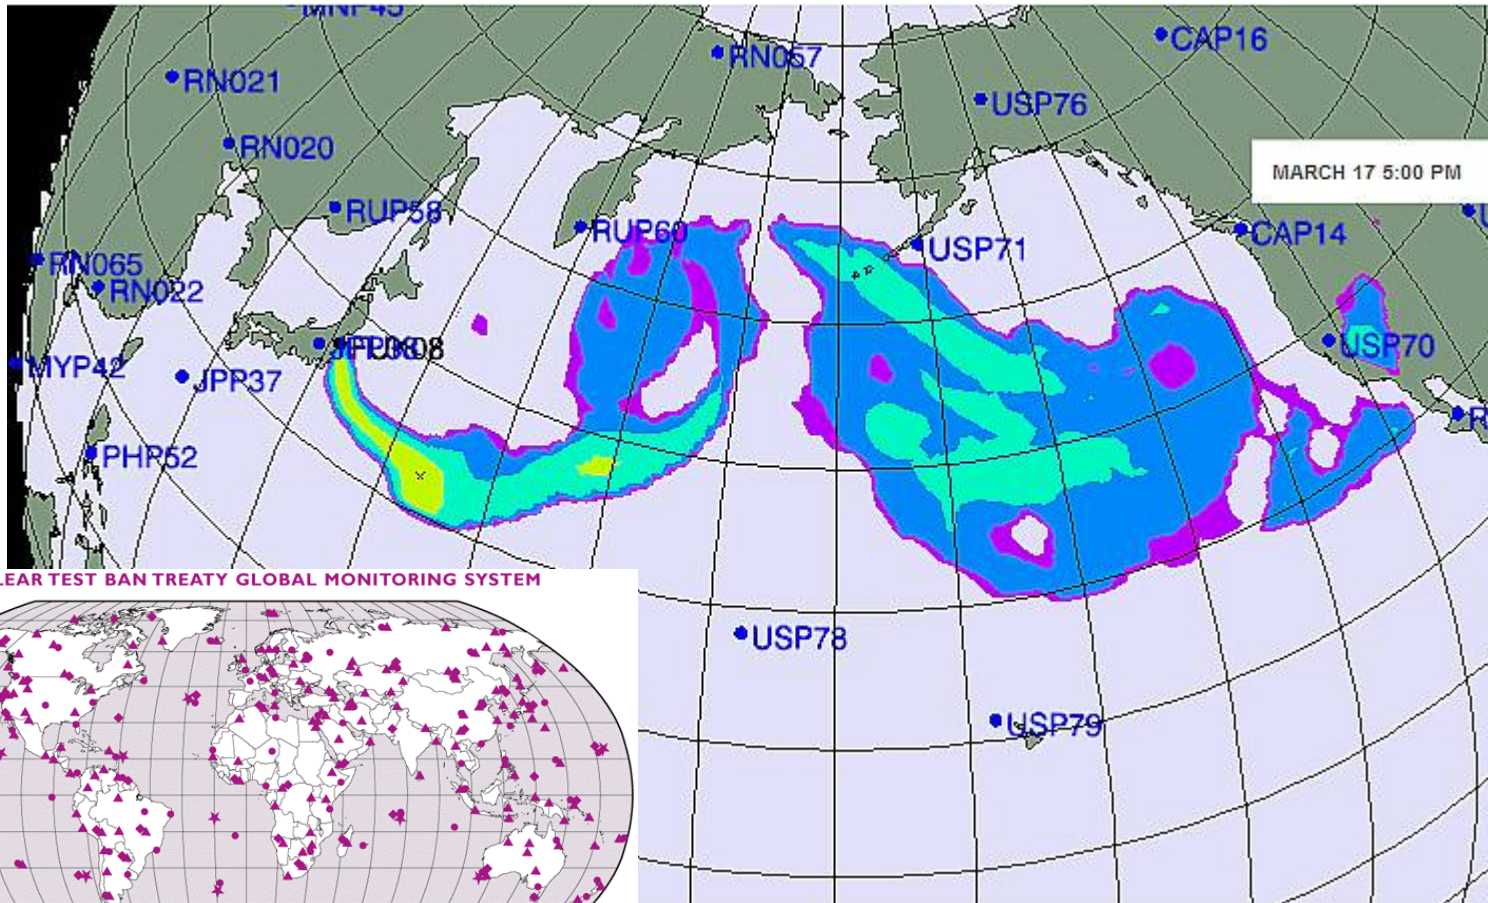 MNP45
RN057
CAP16
RN021
USP76
RN020
MARCH 17 5:00 PM
RUP58
RUP60
CAP14
USP71
RN065
RN022
USP70
MYP42
JPP37
PHP52
LEAR TEST BAN TREATY GLOBAL MONITORING SYSTEM
USP78
USP79